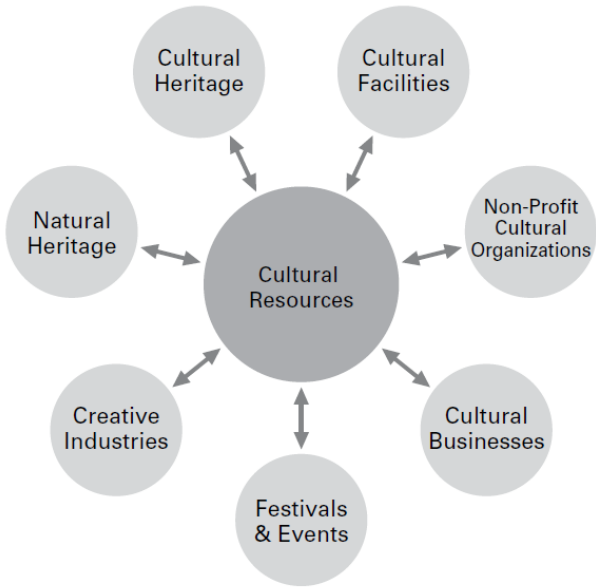 Cultural
Heritage
Cultural
Facilities
Non-Profit
Cultural
Organizations
Natural
Heritage
Cultural
Resources
Creative
Industries
Cultural
Businesses
Festivals
& Events